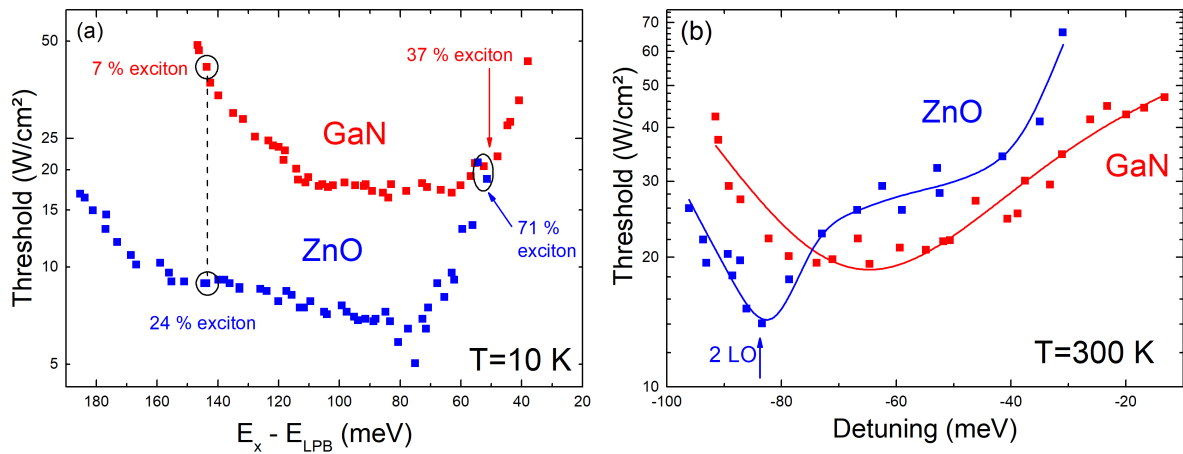 (a)
50
25
20
15
10
5
Threshold (W/cm²)
7 % exciton
37 % exciton
GaN
ZnO
71 %
exciton
24 % exciton
T=10 K
180 160 140 120 100 80 60 40 20
Eₓ - E_LPB (meV)
(b)
70
60
50
40
30
20
10
Threshold (W/cm²)
ZnO
GaN
2 LO
T=300 K
-100 -80 -60 -40 -20
Detuning (meV)